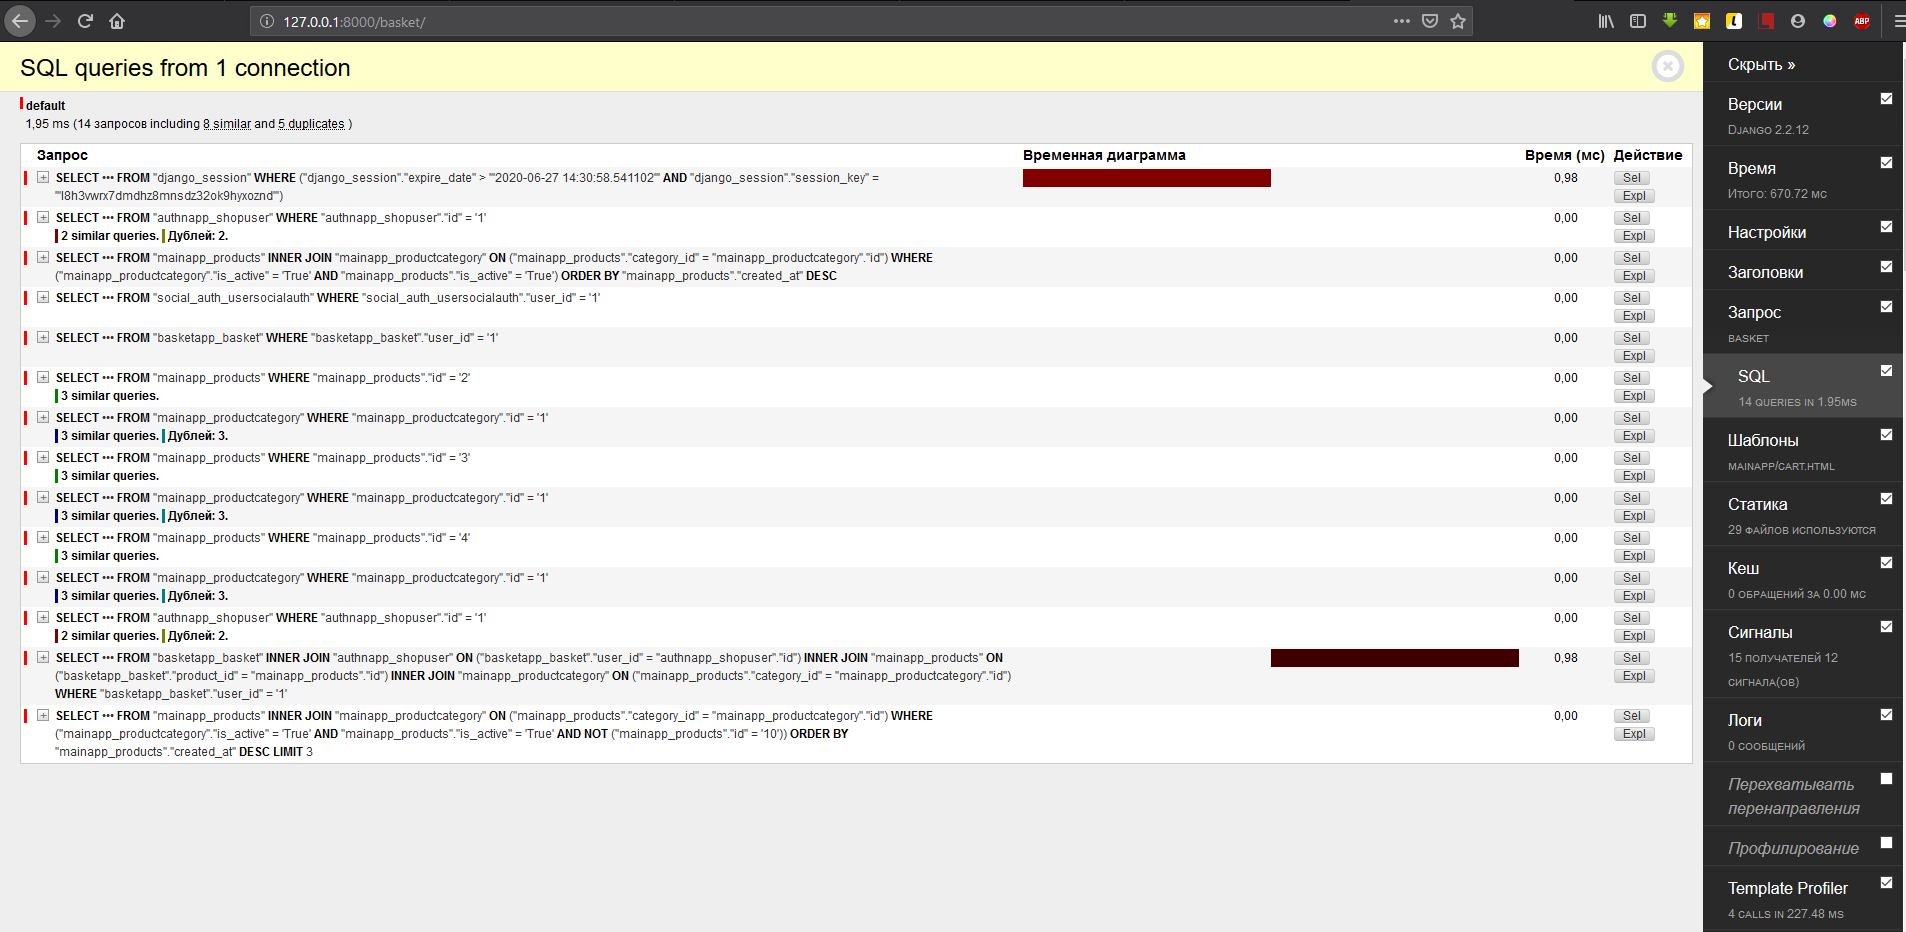 127.0.0.1:8000/basket/
SQL queries from 1 connection
default
1,95 ms (14 запросов including 8 similar and 5 duplicates )
Запрос Временная диаграмма Время (мс) Действие
SELECT ••• FROM "django_session" WHERE ("django_session"."expire_date" > '"2020-06-27 14:30:58.541102"' AND "django_session"."session_key" = 0,98 Sel
'"l8h3vwrx7dmdhz8mnsdz32ok9hyxoznd"') Expl
SELECT ••• FROM "authnapp_shopuser" WHERE "authnapp_shopuser"."id" = '1' 0,00 Sel
2 similar queries. Дублей: 2. Expl
SELECT ••• FROM "mainapp_products" INNER JOIN "mainapp_productcategory" ON ("mainapp_products"."category_id" = "mainapp_productcategory"."id") WHERE 0,00 Sel
("mainapp_productcategory"."is_active" = 'True' AND "mainapp_products"."is_active" = 'True') ORDER BY "mainapp_products"."created_at" DESC Expl
SELECT ••• FROM "social_auth_usersocialauth" WHERE "social_auth_usersocialauth"."user_id" = '1' 0,00 Sel
Expl
SELECT ••• FROM "basketapp_basket" WHERE "basketapp_basket"."user_id" = '1' 0,00 Sel
Expl
SELECT ••• FROM "mainapp_products" WHERE "mainapp_products"."id" = '2' 0,00 Sel
3 similar queries. Expl
SELECT ••• FROM "mainapp_productcategory" WHERE "mainapp_productcategory"."id" = '1' 0,00 Sel
3 similar queries. Дублей: 3. Expl
SELECT ••• FROM "mainapp_products" WHERE "mainapp_products"."id" = '3' 0,00 Sel
3 similar queries. Expl
SELECT ••• FROM "mainapp_productcategory" WHERE "mainapp_productcategory"."id" = '1' 0,00 Sel
3 similar queries. Дублей: 3. Expl
SELECT ••• FROM "mainapp_products" WHERE "mainapp_products"."id" = '4' 0,00 Sel
3 similar queries. Expl
SELECT ••• FROM "mainapp_productcategory" WHERE "mainapp_productcategory"."id" = '1' 0,00 Sel
3 similar queries. Дублей: 3. Expl
SELECT ••• FROM "authnapp_shopuser" WHERE "authnapp_shopuser"."id" = '1' 0,00 Sel
2 similar queries. Дублей: 2. Expl
SELECT ••• FROM "basketapp_basket" INNER JOIN "authnapp_shopuser" ON ("basketapp_basket"."user_id" = "authnapp_shopuser"."id") INNER JOIN "mainapp_products" ON 0,98 Sel
("basketapp_basket"."product_id" = "mainapp_products"."id") INNER JOIN "mainapp_productcategory" ON ("mainapp_products"."category_id" = "mainapp_productcategory"."id") Expl
WHERE "basketapp_basket"."user_id" = '1'
SELECT ••• FROM "mainapp_products" INNER JOIN "mainapp_productcategory" ON ("mainapp_products"."category_id" = "mainapp_productcategory"."id") WHERE 0,00 Sel
("mainapp_productcategory"."is_active" = 'True' AND "mainapp_products"."is_active" = 'True' AND NOT ("mainapp_products"."id" = '10')) ORDER BY Expl
"mainapp_products"."created_at" DESC LIMIT 3
Скрыть »
Версии
Django 2.2.12
Время
Итого: 670.72 мс
Настройки
Заголовки
Запрос
basket
SQL
14 queries in 1.95ms
Шаблоны
mainapp/cart.html
Статика
29 файлов используются
Кеш
0 обращений за 0.00 мс
Сигналы
15 получателей 12
сигнала(ов)
Логи
0 сообщений
Перехватывать
перенаправления
Профилирование
Template Profiler
4 calls in 227.48 ms
ABP